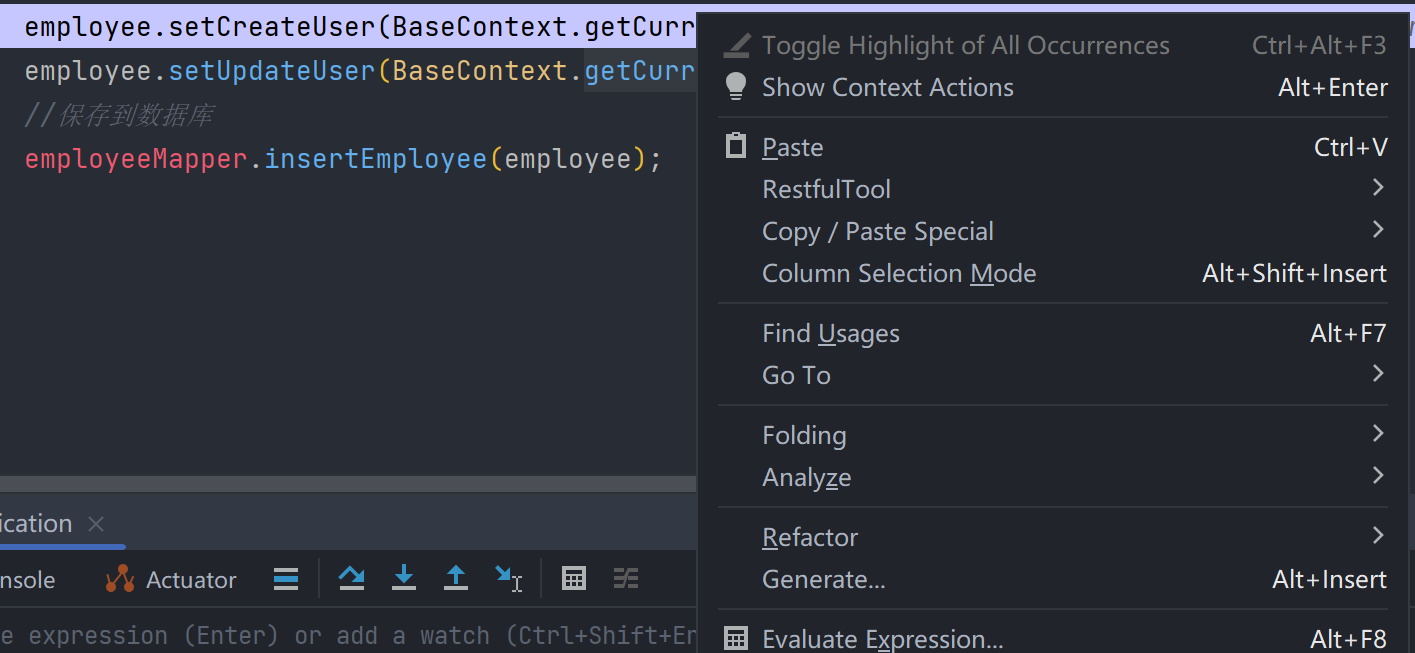 employee.setCreateUser(BaseContext.getCurr
employee.setUpdateUser(BaseContext.getCurr
//保存到数据库
employeeMapper.insertEmployee(employee);
Toggle Highlight of All Occurrences Ctrl+Alt+F3
Show Context Actions Alt+Enter
Paste Ctrl+V
RestfulTool
Copy / Paste Special
Column Selection Mode Alt+Shift+Insert
Find Usages Alt+F7
Go To
Folding
Analyze
Refactor
Generate... Alt+Insert
Evaluate Expression... Alt+F8
ication
nsole Actuator
e expression (Enter) or add a watch (Ctrl+Shift+En